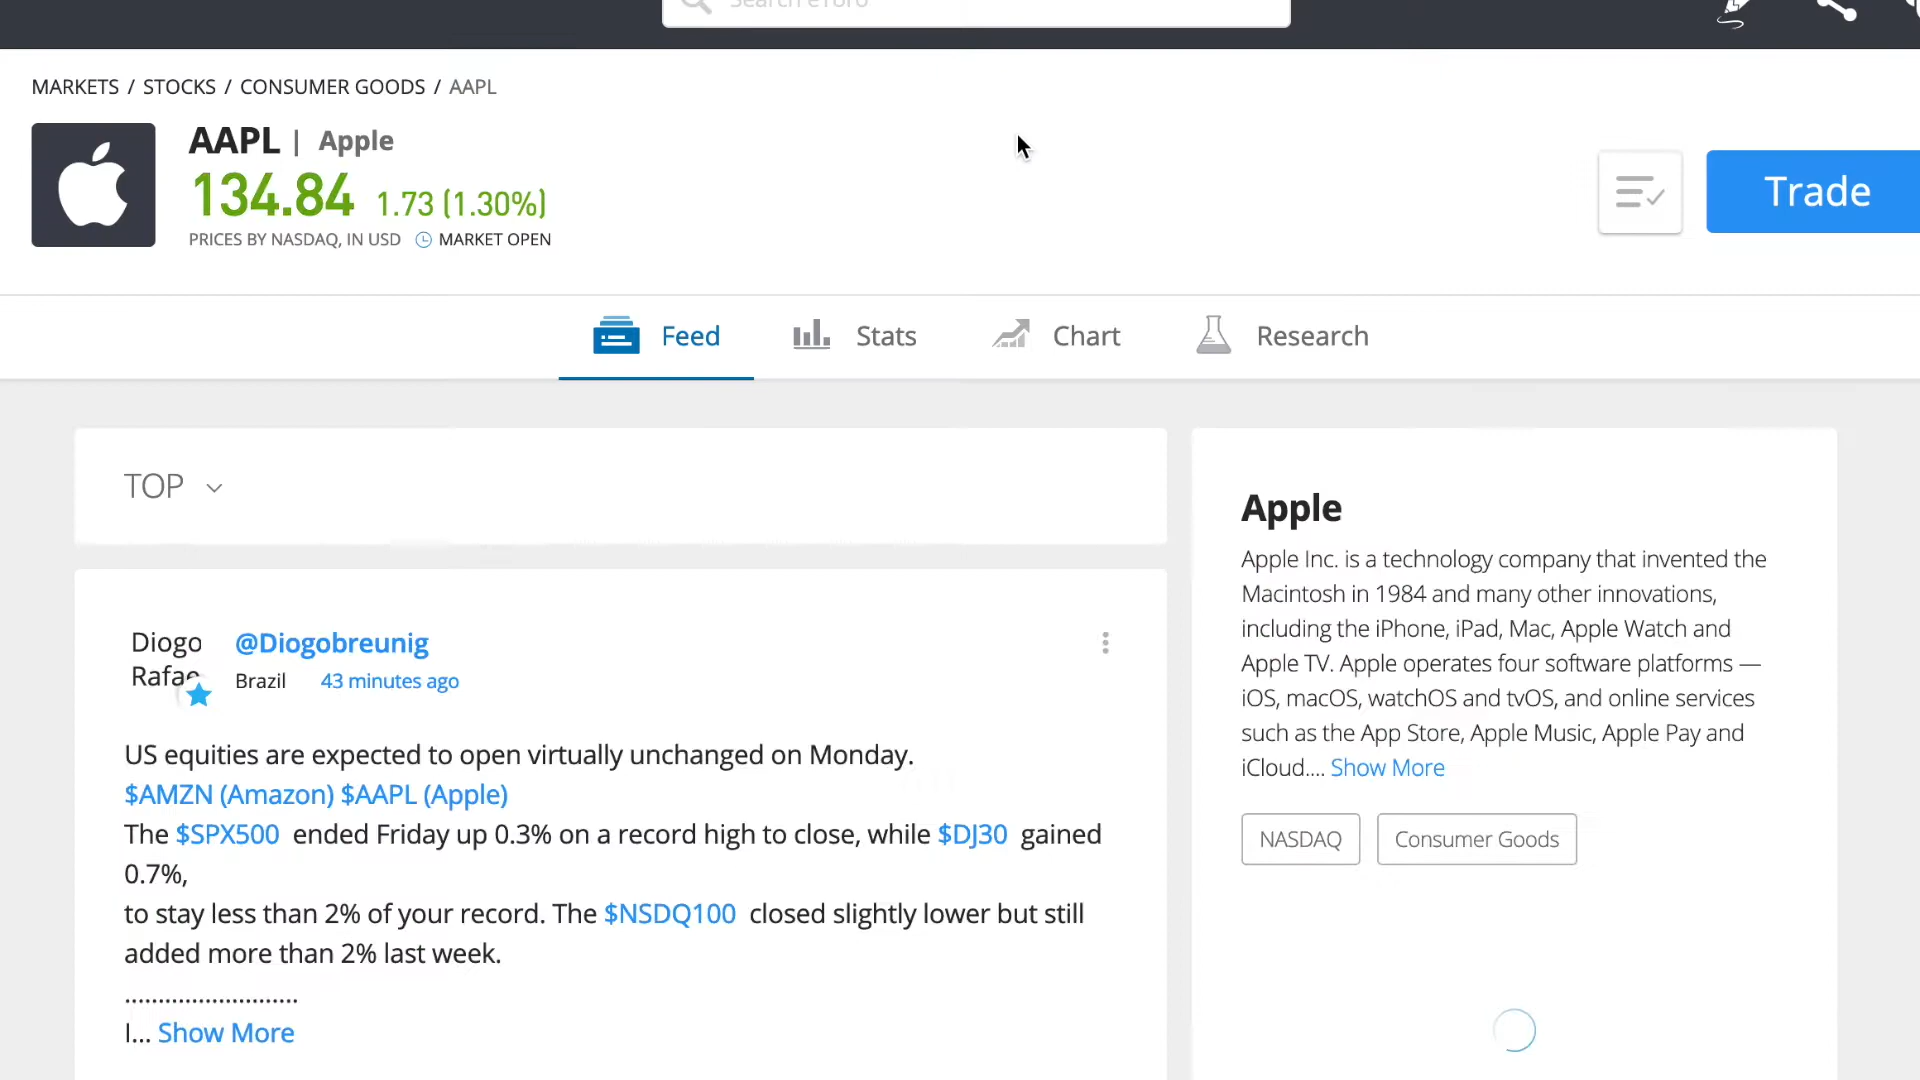 Search eToro
MARKETS / STOCKS / CONSUMER GOODS / AAPL
AAPL | Apple
134.84 1.73 (1.30%)
PRICES BY NASDAQ, IN USD MARKET OPEN
Trade
Feed Stats Chart Research
TOP
Diogo
Rafae
@Diogobreunig
Brazil 43 minutes ago
US equities are expected to open virtually unchanged on Monday.
$AMZN (Amazon) $AAPL (Apple)
The $SPX500 ended Friday up 0.3% on a record high to close, while $DJ30 gained
0.7%,
to stay less than 2% of your record. The $NSDQ100 closed slightly lower but still
added more than 2% last week.
..........................
I... Show More
Apple
Apple Inc. is a technology company that invented the
Macintosh in 1984 and many other innovations,
including the iPhone, iPad, Mac, Apple Watch and
Apple TV. Apple operates four software platforms —
iOS, macOS, watchOS and tvOS, and online services
such as the App Store, Apple Music, Apple Pay and
iCloud.... Show More
NASDAQ Consumer Goods